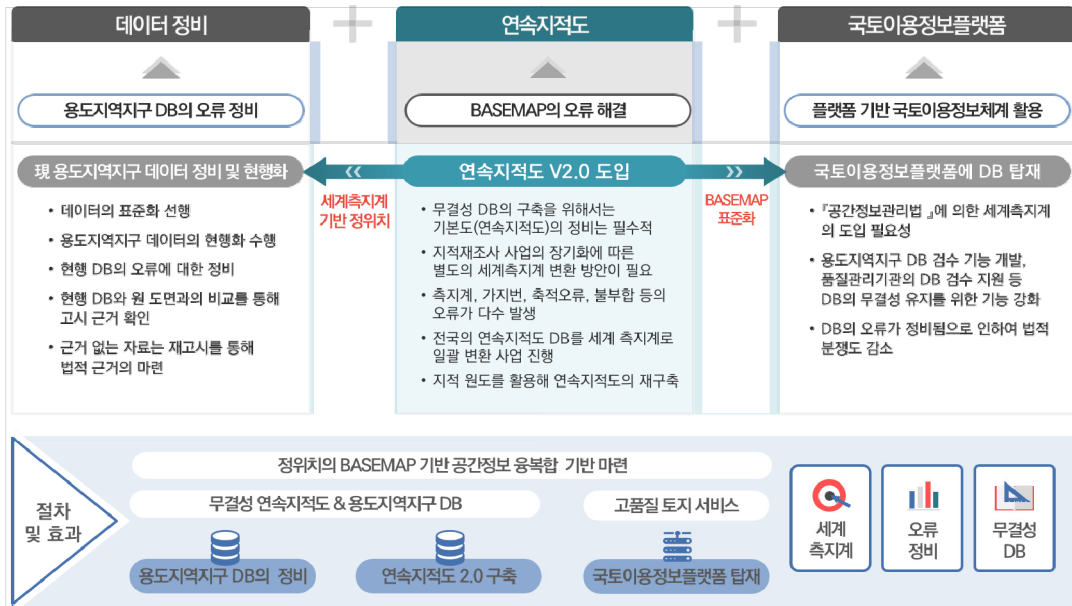 데이터 정비
연속지적도
국토이용정보플랫폼
용도지역지구 DB의 오류 정비
BASEMAP의 오류 해결
플랫폼 기반 국토이용정보체계 활용
現 용도지역지구 데이터 정비 및 현행화
세계측지계
기반 정위치
연속지적도 V2.0 도입
BASEMAP
표준화
국토이용정보플랫폼에 DB 탑재
• 데이터의 표준화 선행
• 용도지역지구 데이터의 현행화 수행
• 현행 DB의 오류에 대한 정비
• 현행 DB와 원 도면과의 비교를 통해
고시 근거 확인
• 근거 없는 자료는 재고시를 통해
법적 근거의 마련
• 무결성 DB의 구축을 위해서는
기본도(연속지적도)의 정비는 필수적
• 지적재조사 사업의 장기화에 따른
별도의 세계측지계 변환 방안이 필요
• 측지계, 가지번, 축적오류, 불부합 등의
오류가 다수 발생
• 전국의 연속지적도 DB를 세계 측지계로
일괄 변환 사업 진행
• 지적 원도를 활용해 연속지적도의 재구축
• 『공간정보관리법 』에 의한 세계측지계
의 도입 필요성
• 용도지역지구 DB 검수 기능 개발,
품질관리기관의 DB 검수 지원 등
DB의 무결성 유지를 위한 기능 강화
• DB의 오류가 정비됨으로 인하여 법적
분쟁도 감소
절차
및 효과
정위치의 BASEMAP 기반 공간정보 융복합 기반 마련
무결성 연속지적도 & 용도지역지구 DB
고품질 토지 서비스
용도지역지구 DB의 정비
연속지적도 2.0 구축
국토이용정보플랫폼 탑재
세계
측지계
오류
정비
무결성
DB